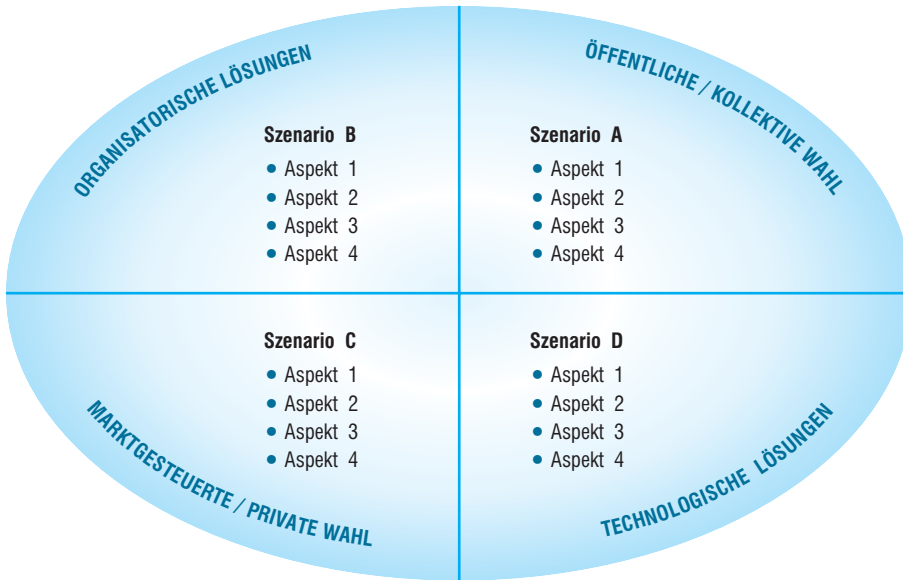 ORGANISATORISCHE LÖSUNGEN
ÖFFENTLICHE / KOLLEKTIVE WAHL
Szenario B
• Aspekt 1
• Aspekt 2
• Aspekt 3
• Aspekt 4
Szenario A
• Aspekt 1
• Aspekt 2
• Aspekt 3
• Aspekt 4
Szenario C
• Aspekt 1
• Aspekt 2
• Aspekt 3
• Aspekt 4
Szenario D
• Aspekt 1
• Aspekt 2
• Aspekt 3
• Aspekt 4
MARKTGESTEUERTE / PRIVATE WAHL
TECHNOLOGISCHE LÖSUNGEN